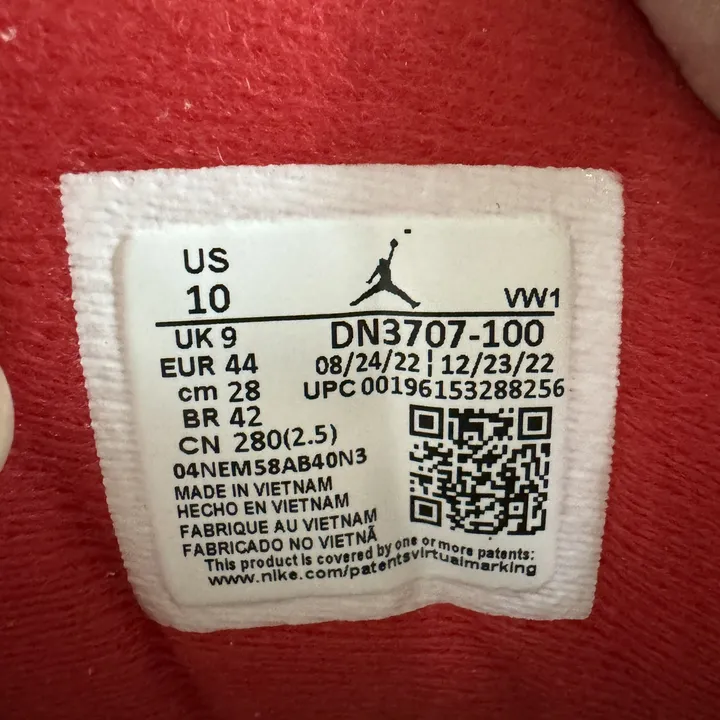 US
10
VW1
UK 9
DN3707-100
EUR 44
08/24/22 | 12/23/22
cm 28
UPC 00196153288256
BR 42
CN 280(2.5)
04NEM58AB40N3
MADE IN VIETNAM
HECHO EN VIETNAM
FABRIQUE AU VIETNAM
FABRICADO NO VIETNÃ
This product is covered by one or more patents:
www.nike.com/patentsvirtualmarking